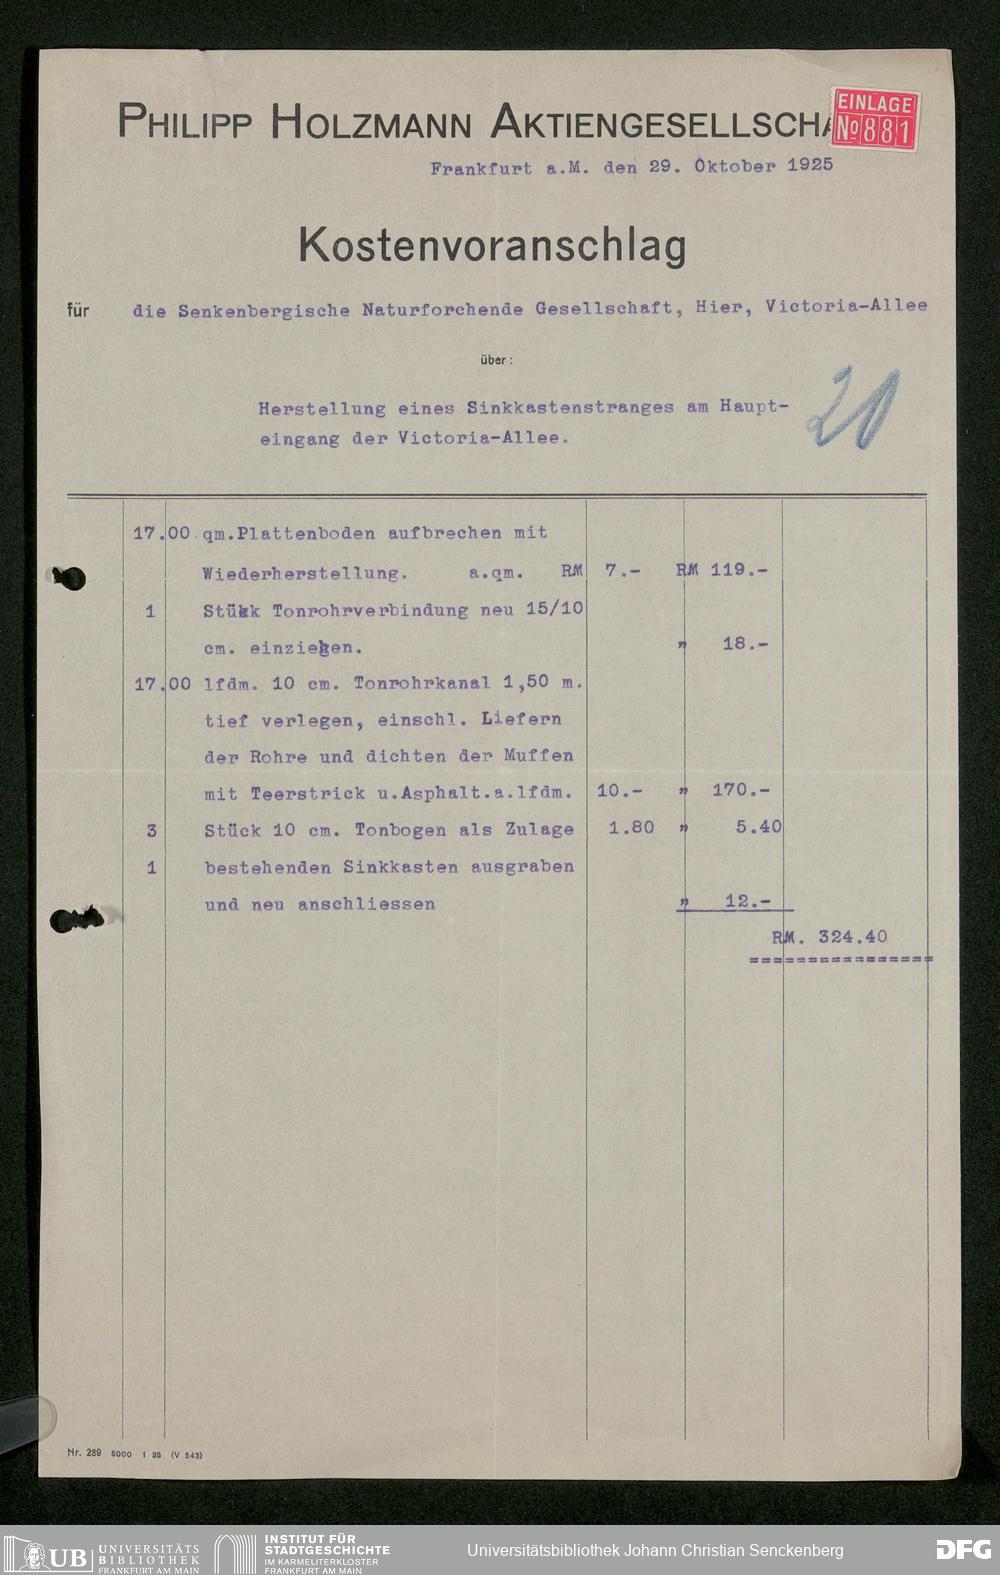 PHILIPP HOLZMANN AKTIENGESELLSCHA
EINLAGE
No 881
Frankfurt a.M. den 29. Oktober 1925
Kostenvoranschlag
für die Senkenbergische Naturforchende Gesellschaft, Hier, Victoria-Allee
über:
Herstellung eines Sinkkastenstranges am Haupt-
eingang der Victoria-Allee.
20
17.00 qm.Plattenboden aufbrechen mit
Wiederherstellung. a.qm. RM 7.- RM 119.-
1 Stükk Tonrohrverbindung neu 15/10
cm. einziehen. " 18.-
17.00 lfdm. 10 cm. Tonrohrkanal 1,50 m.
tief verlegen, einschl. Liefern
der Rohre und dichten der Muffen
mit Teerstrick u.Asphalt.a.lfdm. 10.- " 170.-
3 Stück 10 cm. Tonbogen als Zulage 1.80 " 5.40
1 bestehenden Sinkkasten ausgraben
und neu anschliessen " 12.-
RM. 324.40
================
Nr. 289 5000 1 25 (V 543)
UB UNIVERSITÄTS
BIBLIOTHEK
FRANKFURT AM MAIN
INSTITUT FÜR
STADTGESCHICHTE
IM KARMELITERKLOSTER
FRANKFURT AM MAIN
Universitätsbibliothek Johann Christian Senckenberg
DFG